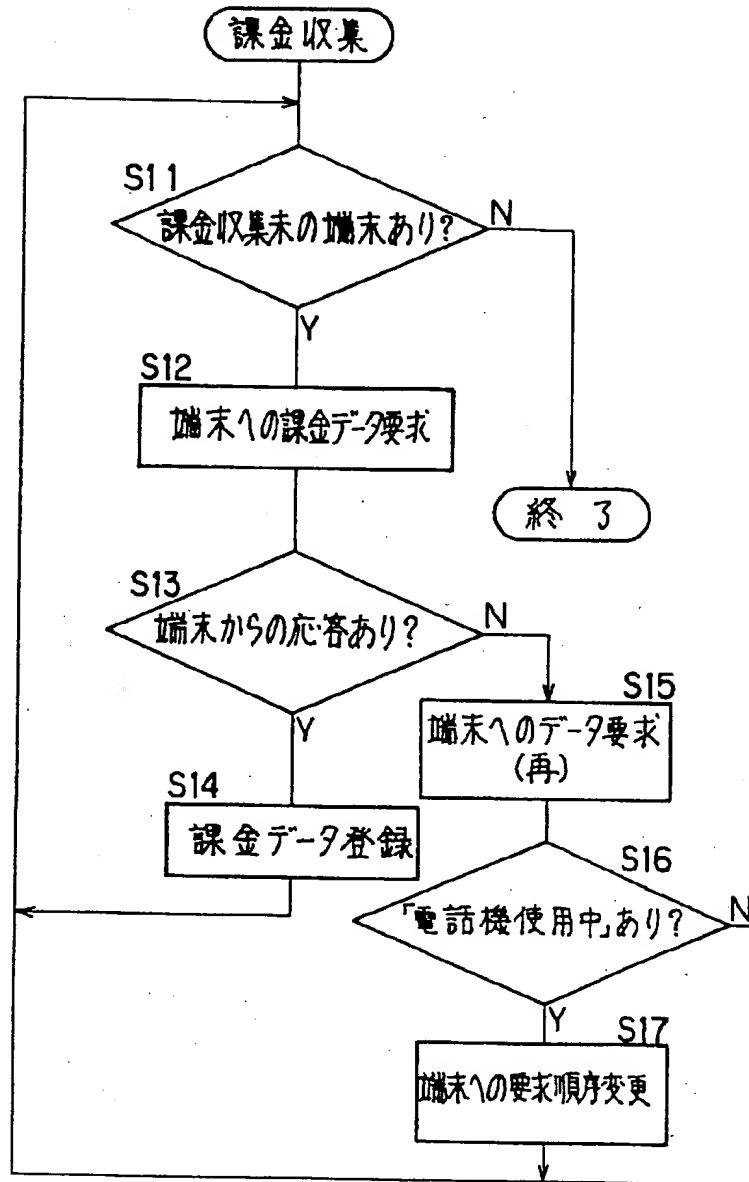 課金収集
S11
課金収集未の端末あり?
N
Y
S12
端末への課金データ要求
終 了
S13
端末からの応答あり?
N
Y
S15
端末へのデータ要求
(再)
S14
課金データ登録
S16
「電話機使用中」あり?
N
Y
S17
端末への要求順序変更